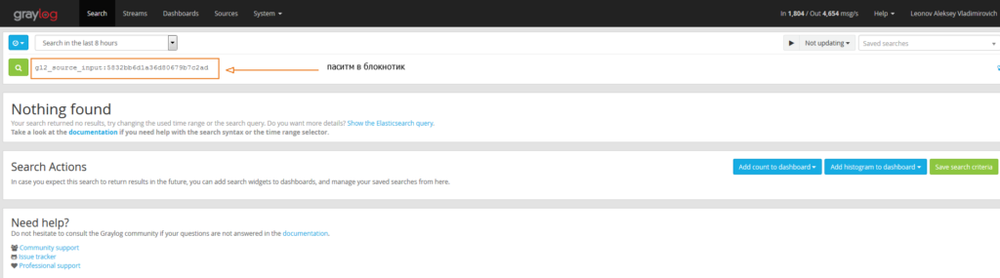 graylog Search Streams Dashboards Sources System In 1,804 / Out 4,654 msg/s Help Leonov Aleksey Vladimirovich
Search in the last 8 hours Not updating Saved searches
gl2_source_input:5832bb6d1a36d80679b7c2ad пасitм в блокнотик
Nothing found
Your search returned no results, try changing the used time range or the search query. Do you want more details? Show the Elasticsearch query.
Take a look at the documentation if you need help with the search syntax or the time range selector.
Search Actions Add count to dashboard Add histogram to dashboard Save search criteria
In case you expect this search to return results in the future, you can add search widgets to dashboards, and manage your saved searches from here.
Need help?
Do not hesitate to consult the Graylog community if your questions are not answered in the documentation.
Community support
Issue tracker
Professional support